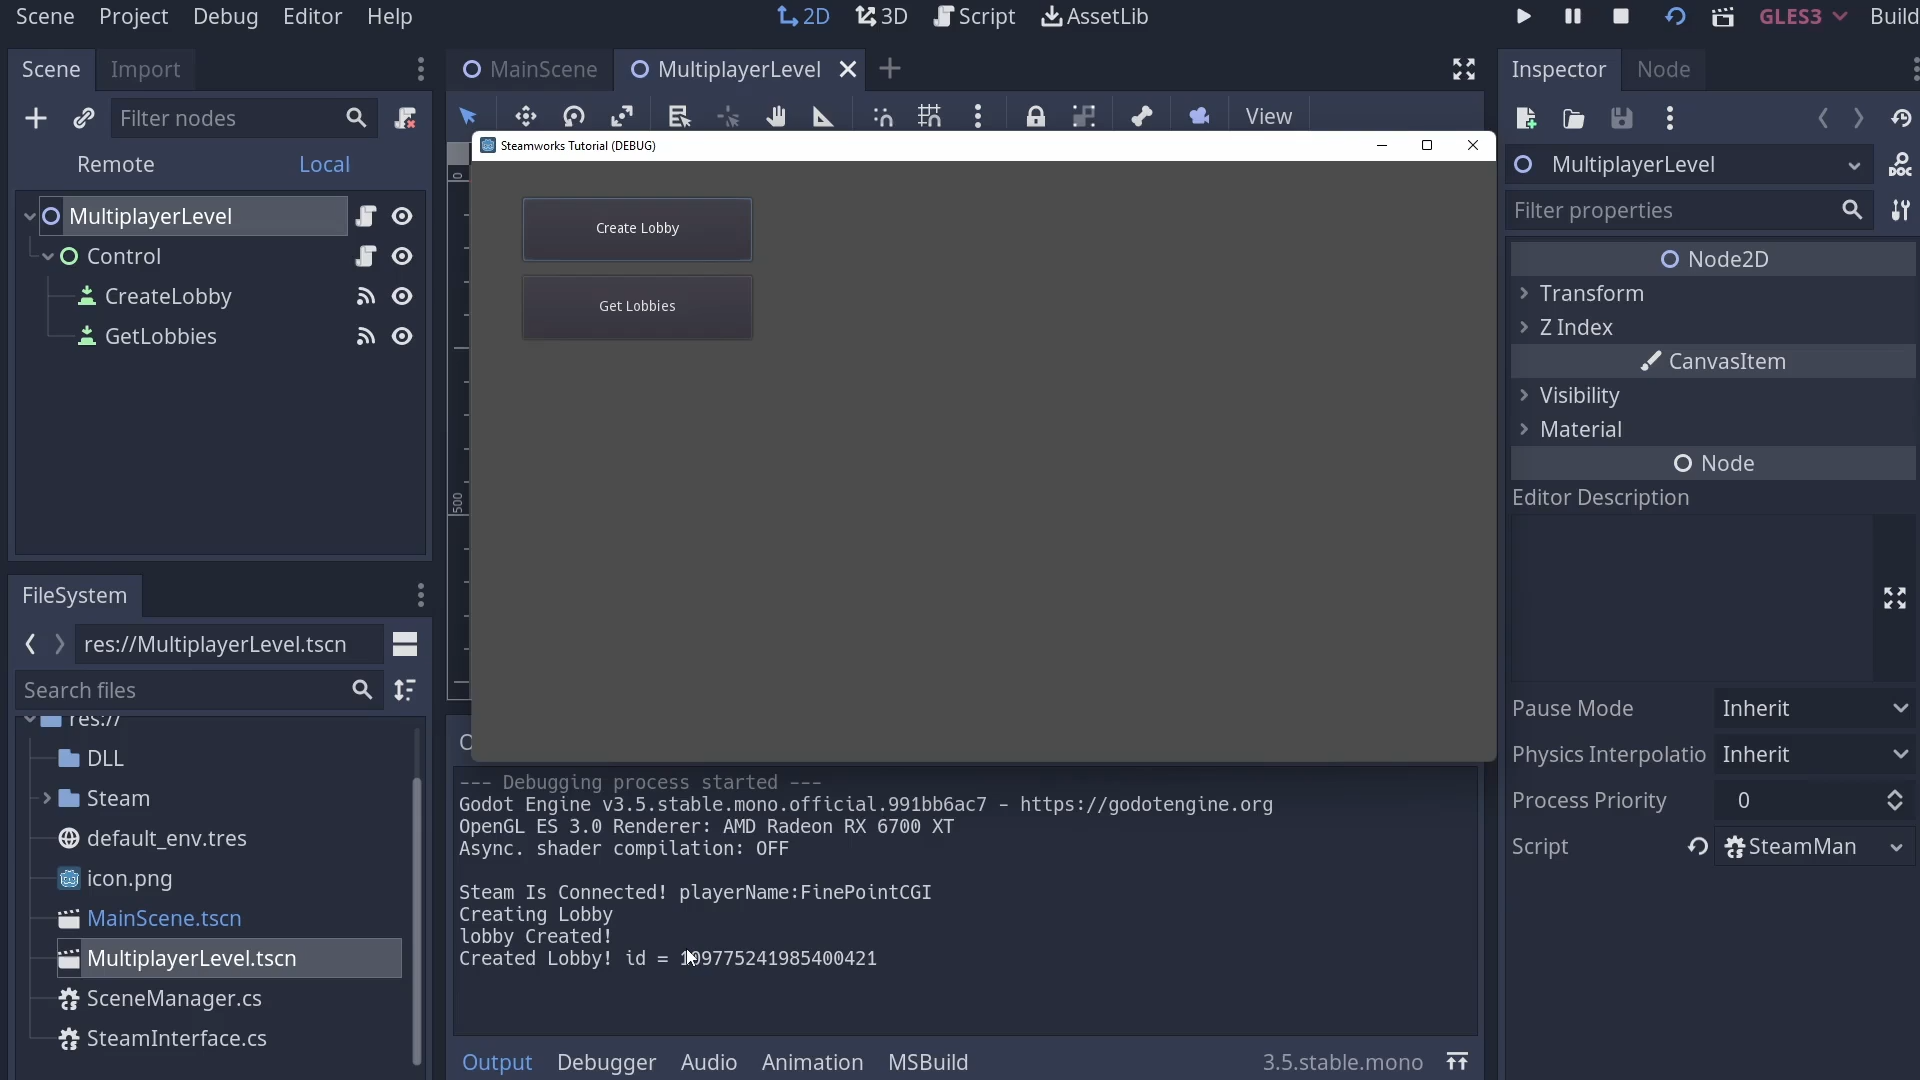 Scene Project Debug Editor Help
2D 3D Script AssetLib
GLES3 Build
Scene Import
MainScene MultiplayerLevel
Inspector Node
Filter nodes
View
Remote Local
MultiplayerLevel
Control
CreateLobby
GetLobbies
Steamworks Tutorial (DEBUG)
Create Lobby
Get Lobbies
0
500
MultiplayerLevel
DOC
Filter properties
Node2D
Transform
Z Index
CanvasItem
Visibility
Material
Node
Editor Description
Pause Mode Inherit
Physics Interpolatio Inherit
Process Priority 0
Script SteamMan
FileSystem
res://MultiplayerLevel.tscn
Search files
res://
DLL
Steam
default_env.tres
icon.png
MainScene.tscn
MultiplayerLevel.tscn
SceneManager.cs
SteamInterface.cs
--- Debugging process started ---
Godot Engine v3.5.stable.mono.official.991bb6ac7 - https://godotengine.org
OpenGL ES 3.0 Renderer: AMD Radeon RX 6700 XT
Async. shader compilation: OFF
Steam Is Connected! playerName:FinePointCGI
Creating Lobby
lobby Created!
Created Lobby! id = 109775241985400421
Output Debugger Audio Animation MSBuild
3.5.stable.mono